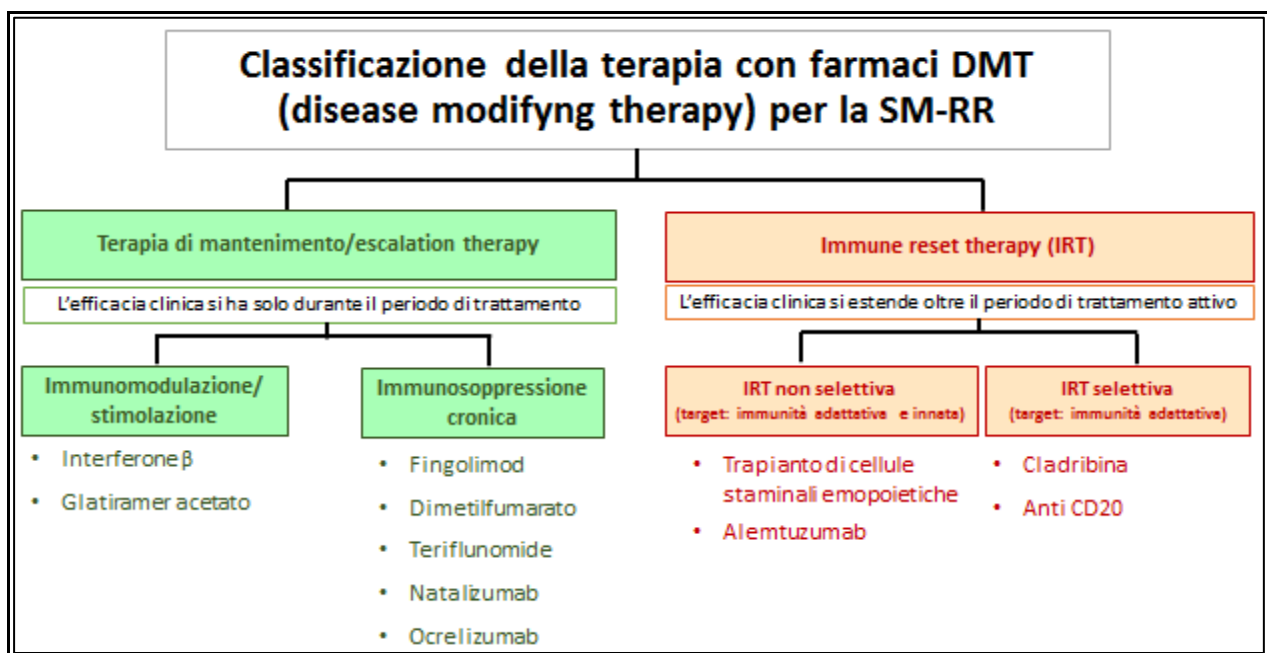 Classificazione della terapia con farmaci DMT
(disease modifyng therapy) per la SM-RR
Terapia di mantenimento/escalation therapy
L'efficacia clinica si ha solo durante il periodo di trattamento
Immunomodulazione/
stimolazione
• Interferone β
• Glatiramer acetato
Immunosoppressione
cronica
• Fingolimod
• Dimetilfumarato
• Teriflunomide
• Natalizumab
• Ocrelizumab
Immune reset therapy (IRT)
L'efficacia clinica si estende oltre il periodo di trattamento attivo
IRT non selettiva
(target: immunità adattativa e innata)
• Trapianto di cellule
staminali emopoietiche
• Alemtuzumab
IRT selettiva
(target: immunità adattativa)
• Cladribina
• Anti CD20